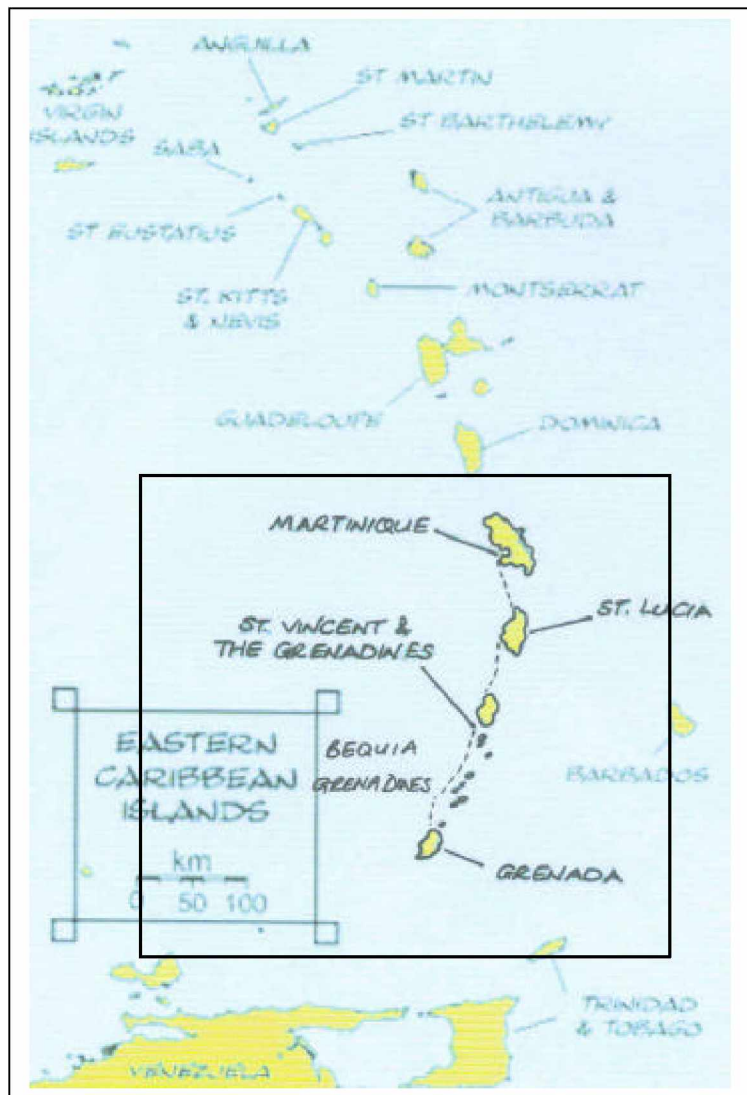 ANGUILLA
ST MARTIN
VIRGIN
ISLANDS
ST BARTHELEMY
SABA
ANTIGUA &
BARBUDA
ST EUSTATIUS
ST. KITTS
& NEVIS
MONTSERRAT
GUADELOUPE
DOMINICA
MARTINIQUE
ST. LUCIA
ST. VINCENT &
THE GRENADINES
EASTERN
CARIBBEAN
ISLANDS
BEQUIA
GRENADINES
BARBADOS
km
0 50 100
GRENADA
TRINIDAD
& TOBAGO
VENEZUELA